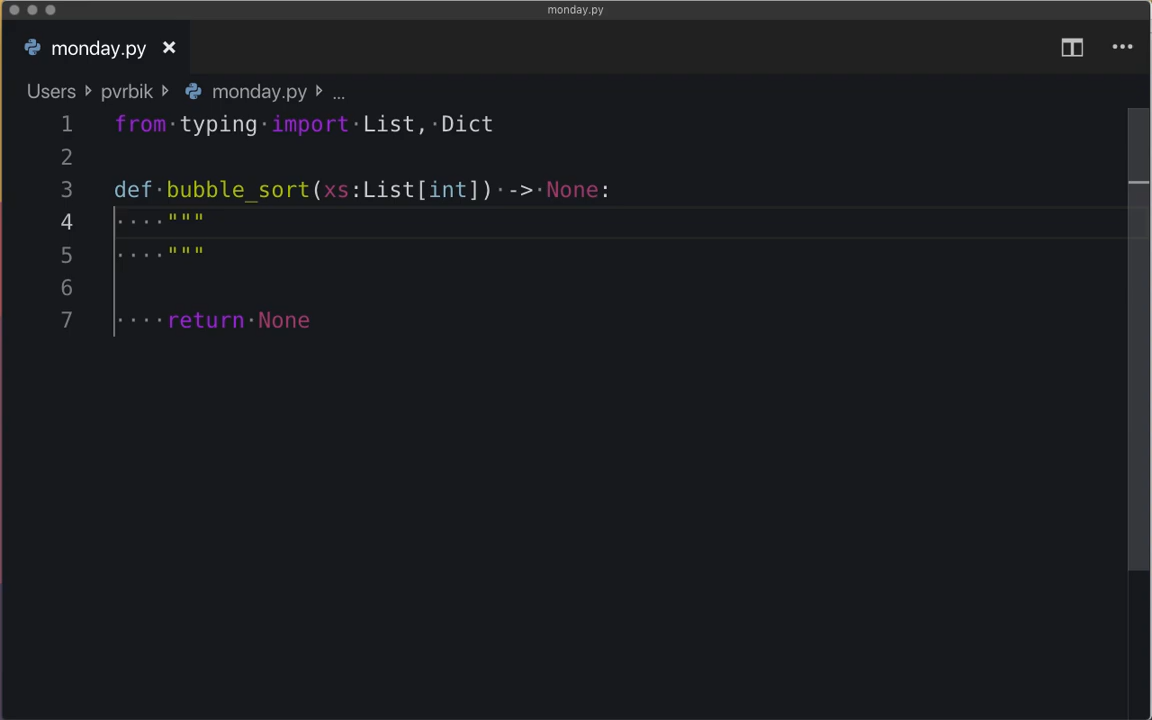 monday.py
monday.py
Users pvrbik monday.py ...
1 from typing import List, Dict
2
3 def bubble_sort(xs:List[int]) -> None:
4 """
5 """
6
7 return None